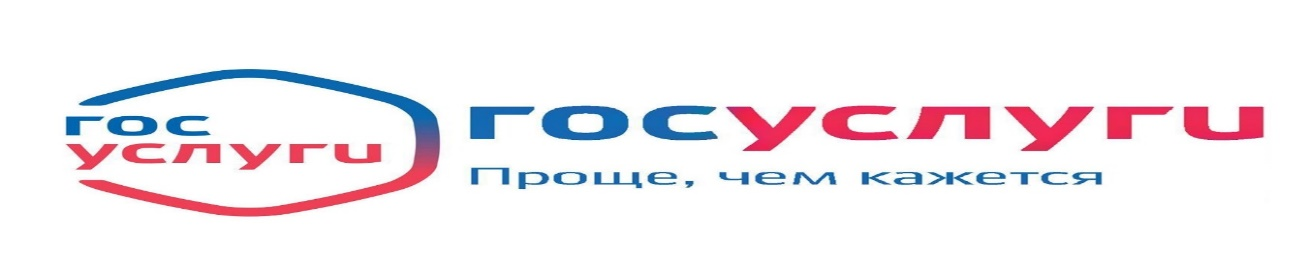 гос
услуги
госуслуги
Проще, чем кажется